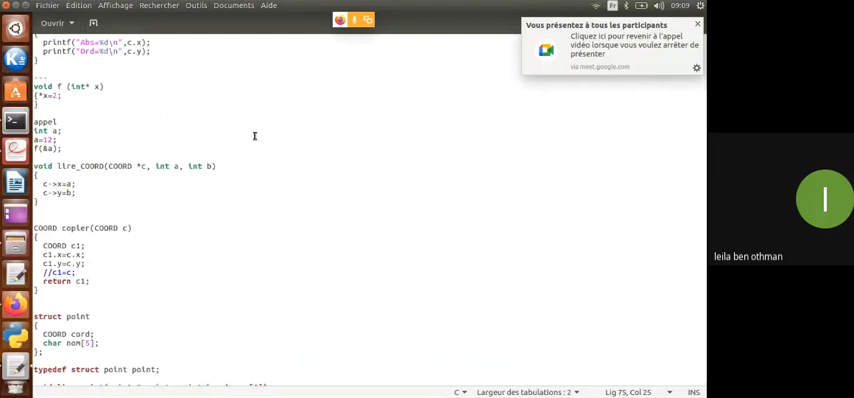 Fichier Édition Affichage Rechercher Outils Documents Aide
Fr 09:09
Ouvrir
{
printf("Abs=%d\n",c.x);
printf("Ord=%d\n",c.y);
}
---
void f (int* x)
{*x=2;
}
appel
int a;
a=12;
f(&a);
void lire_COORD(COORD *c, int a, int b)
{
c->x=a;
c->y=b;
}
COORD copier(COORD c)
{
COORD c1;
c1.x=c.x;
c1.y=c.y;
//c1=c;
return c1;
}
struct point
{
COORD cord;
char nom[5];
};
typedef struct point point;
C Largeur des tabulations : 2 Lig 75, Col 25 INS
Vous présentez à tous les participants
Cliquez ici pour revenir à l'appel
vidéo lorsque vous voulez arrêter de
présenter
via meet.google.com
l
leila ben othman